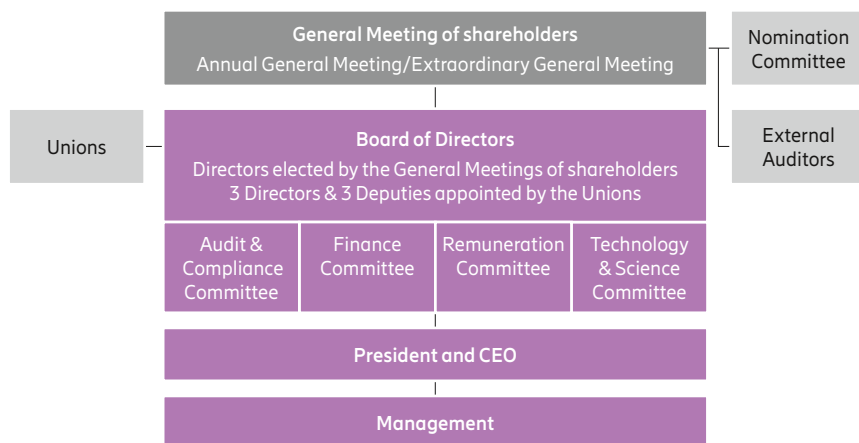 General Meeting of shareholders
Annual General Meeting/Extraordinary General Meeting
Nomination
Committee
Unions
Board of Directors
Directors elected by the General Meetings of shareholders
3 Directors & 3 Deputies appointed by the Unions
External
Auditors
Audit &
Compliance
Committee
Finance
Committee
Remuneration
Committee
Technology
& Science
Committee
President and CEO
Management